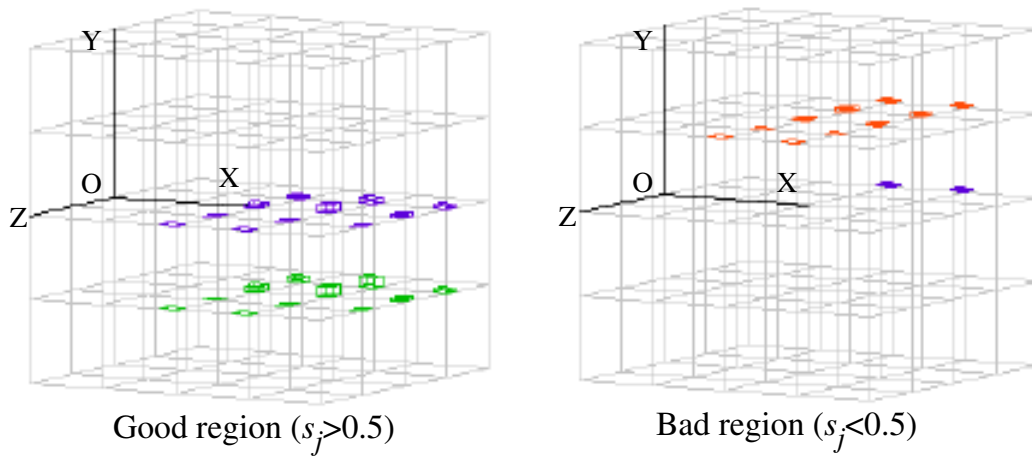 Y
O
X
Z
Good region (s_j>0.5)
Y
O
X
Z
Bad region (s_j<0.5)